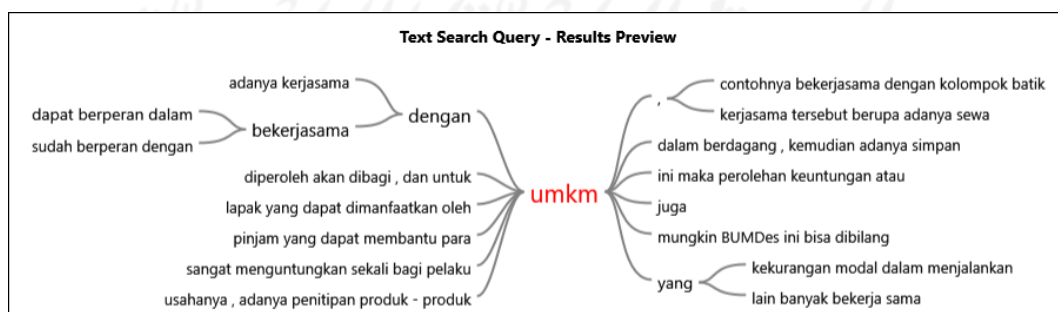 Text Search Query - Results Preview
adanya kerjasama
dapat berperan dalam
sudah berperan dengan
bekerjasama
dengan
diperoleh akan dibagi , dan untuk
lapak yang dapat dimanfaatkan oleh
pinjam yang dapat membantu para
sangat menguntungkan sekali bagi pelaku
usahanya , adanya penitipan produk - produk
umkm
,
contohnya bekerjasama dengan kolompok batik
kerjasama tersebut berupa adanya sewa
dalam berdagang , kemudian adanya simpan
ini maka perolehan keuntungan atau
juga
mungkin BUMDes ini bisa dibilang
yang
kekurangan modal dalam menjalankan
lain banyak bekerja sama